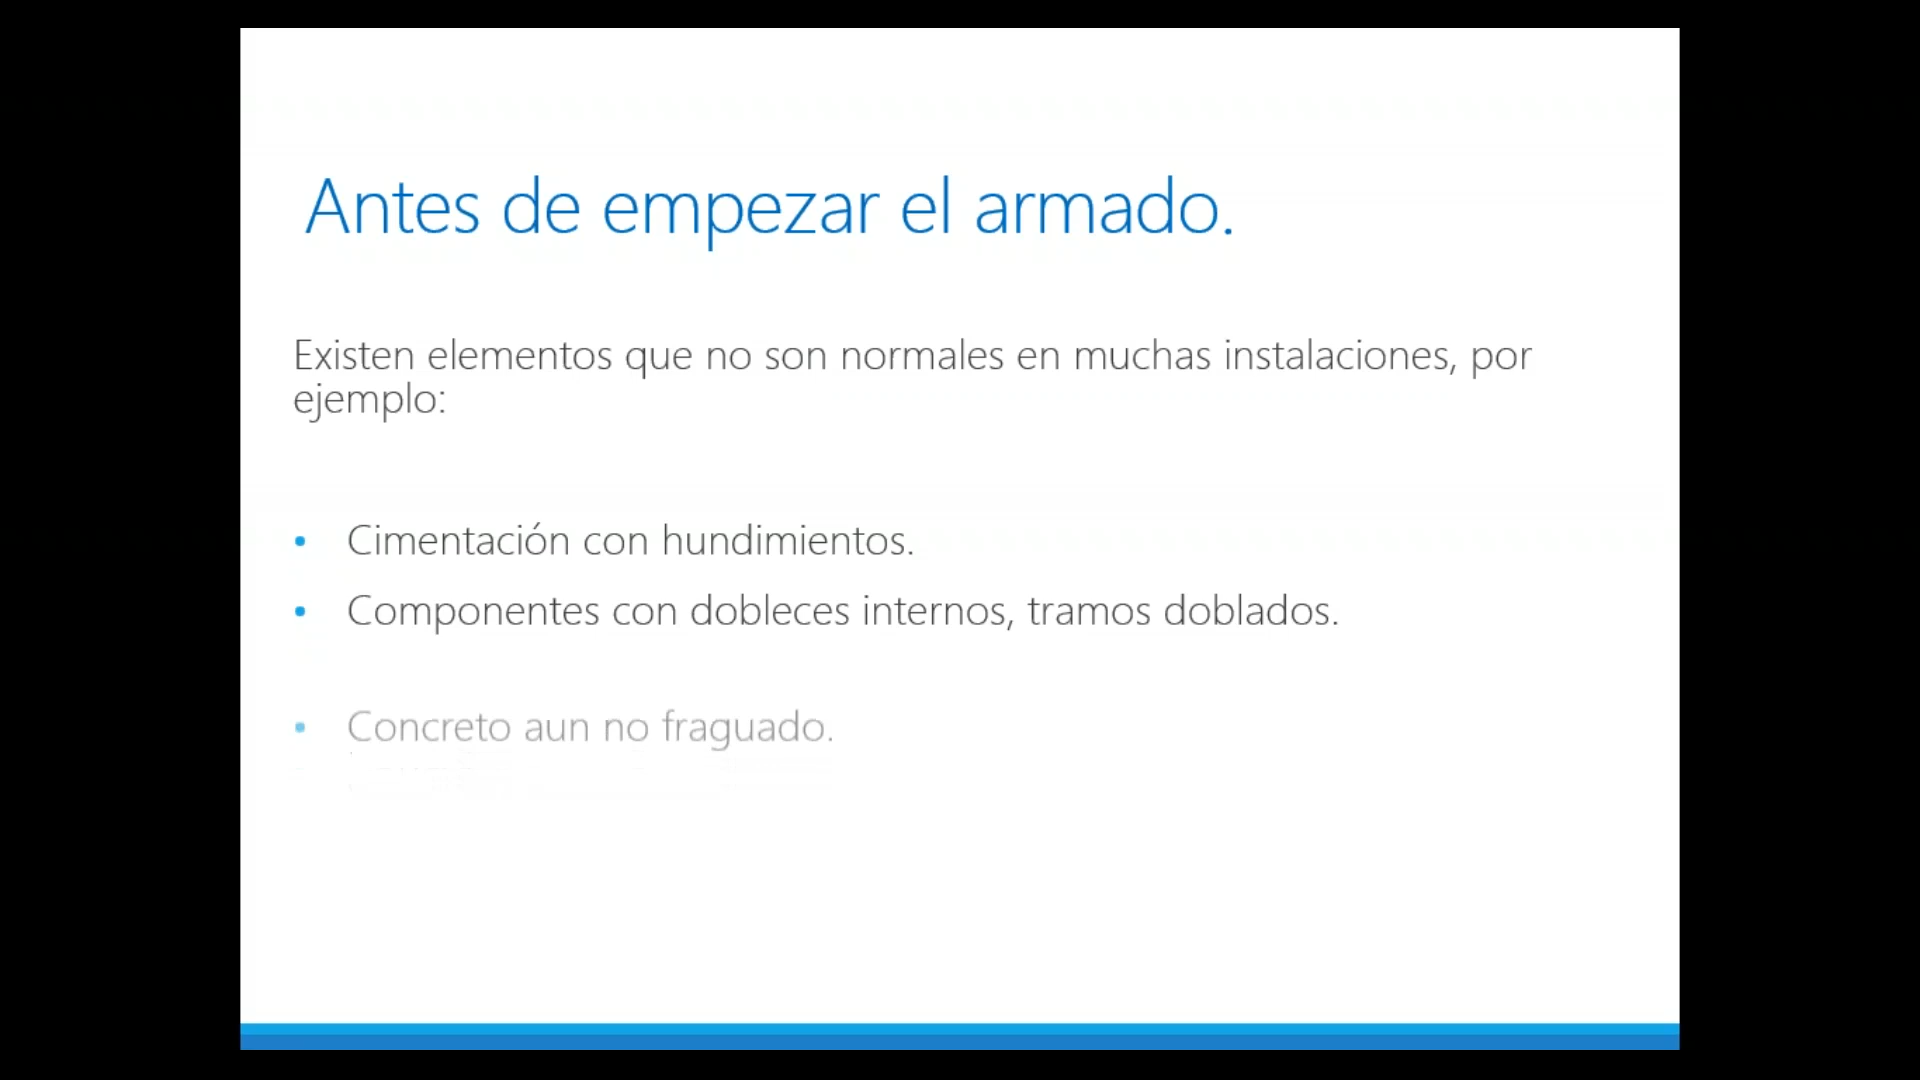 Antes de empezar el armado.
Existen elementos que no son normales en muchas instalaciones, por
ejemplo:
• Cimentación con hundimientos.
• Componentes con dobleces internos, tramos doblados.
• Concreto aun no fraguado.